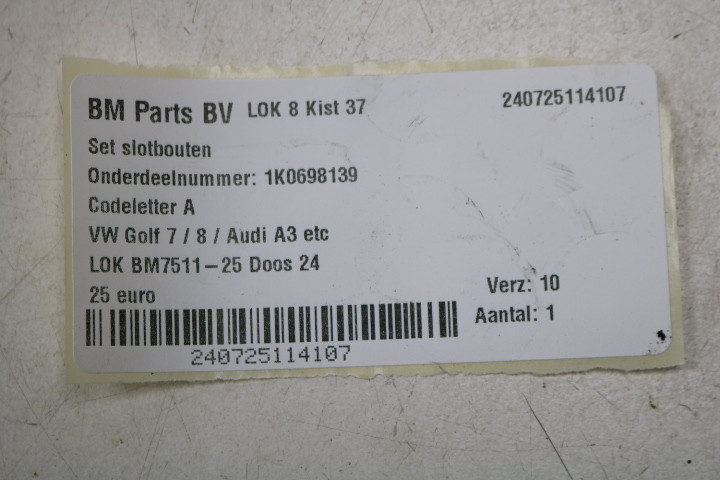 BM Parts BV LOK 8 Kist 37 240725114107
Set slotbouten
Onderdeelnummer: 1K0698139
Codeletter A
VW Golf 7 / 8 / Audi A3 etc
LOK BM7511-25 Doos 24
25 euro Verz: 10
Aantal: 1
240725114107